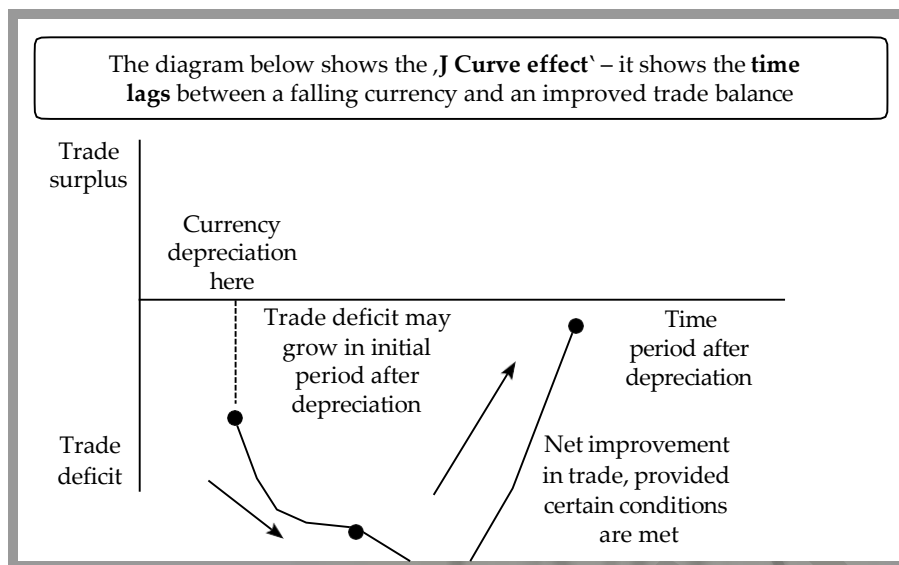 The diagram below shows the ‚J Curve effect‵ – it shows the time
lags between a falling currency and an improved trade balance
Trade
surplus
Currency
depreciation
here
Trade deficit may
grow in initial
period after
depreciation
Time
period after
depreciation
Trade
deficit
Net improvement
in trade, provided
certain conditions
are met